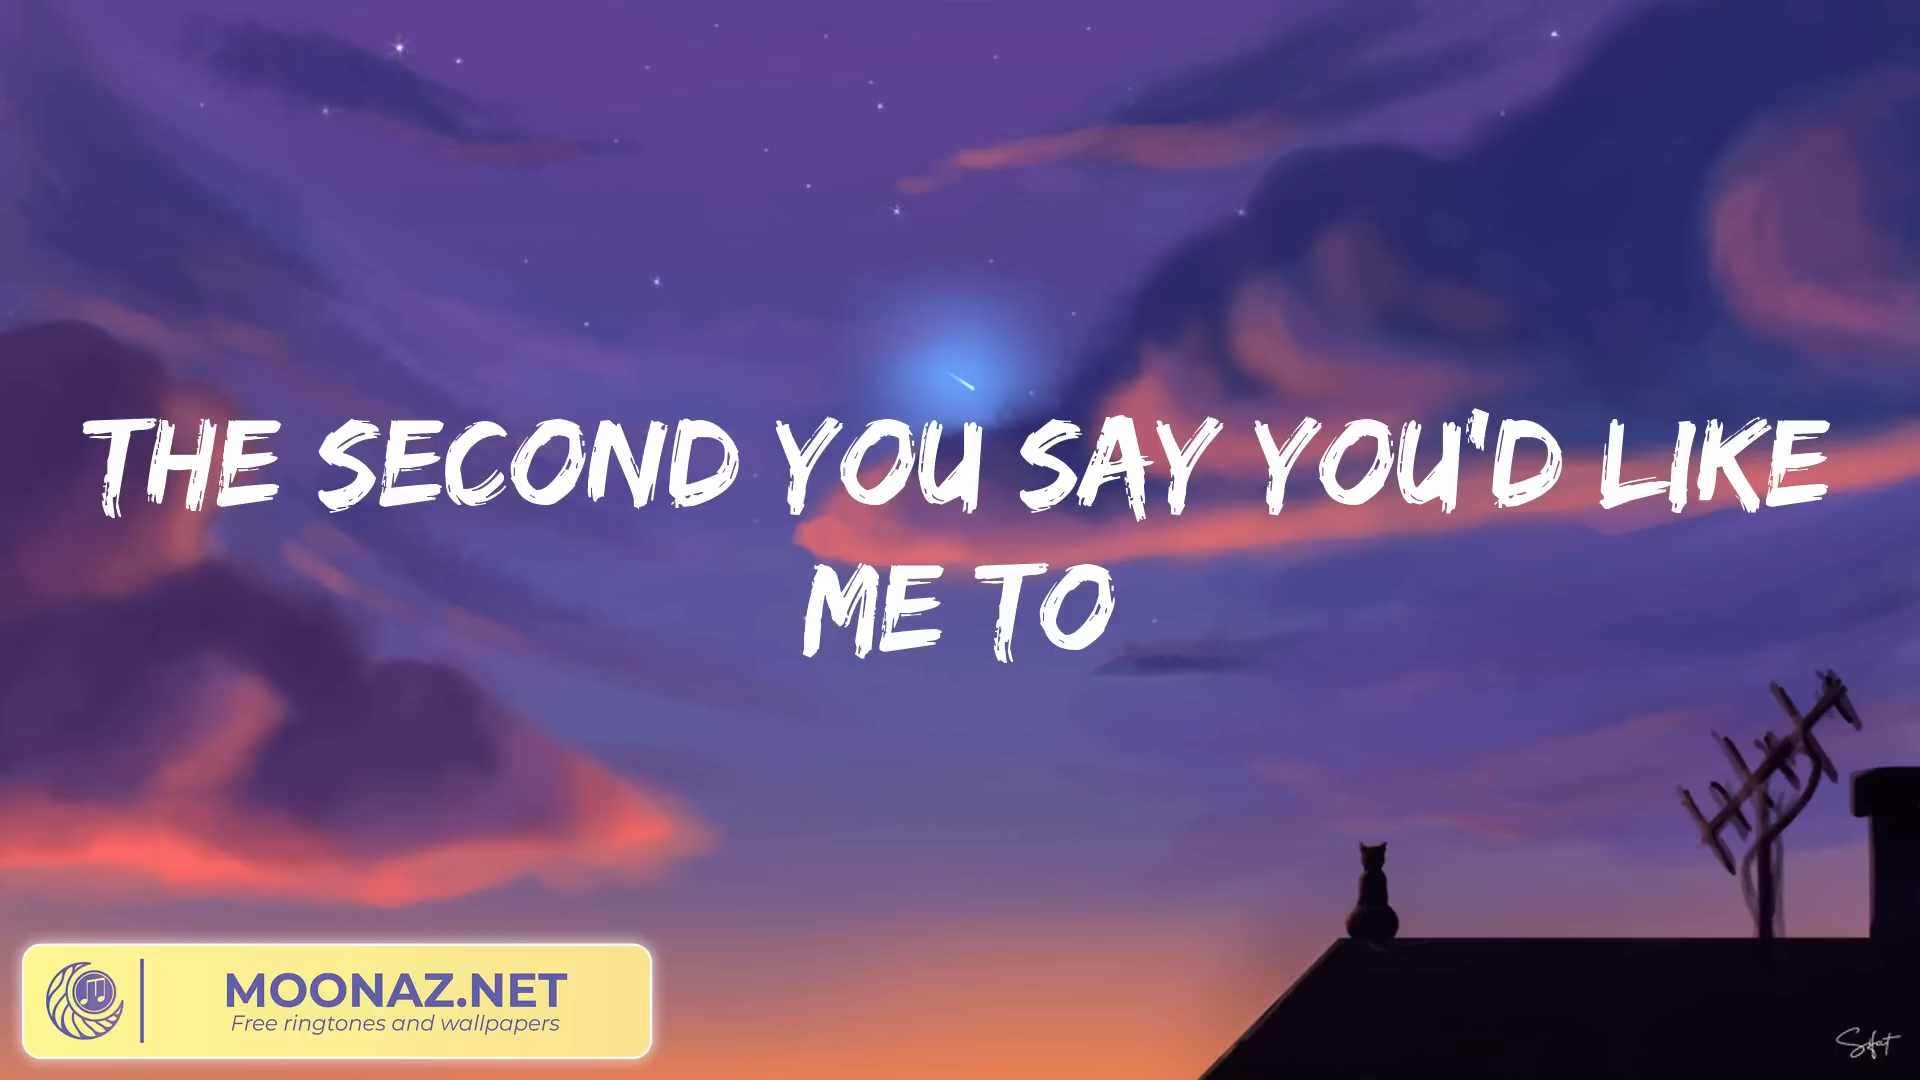 THE SECOND YOU SAY YOU'D LIKE
ME TO
MOONAZ.NET
Free ringtones and wallpapers